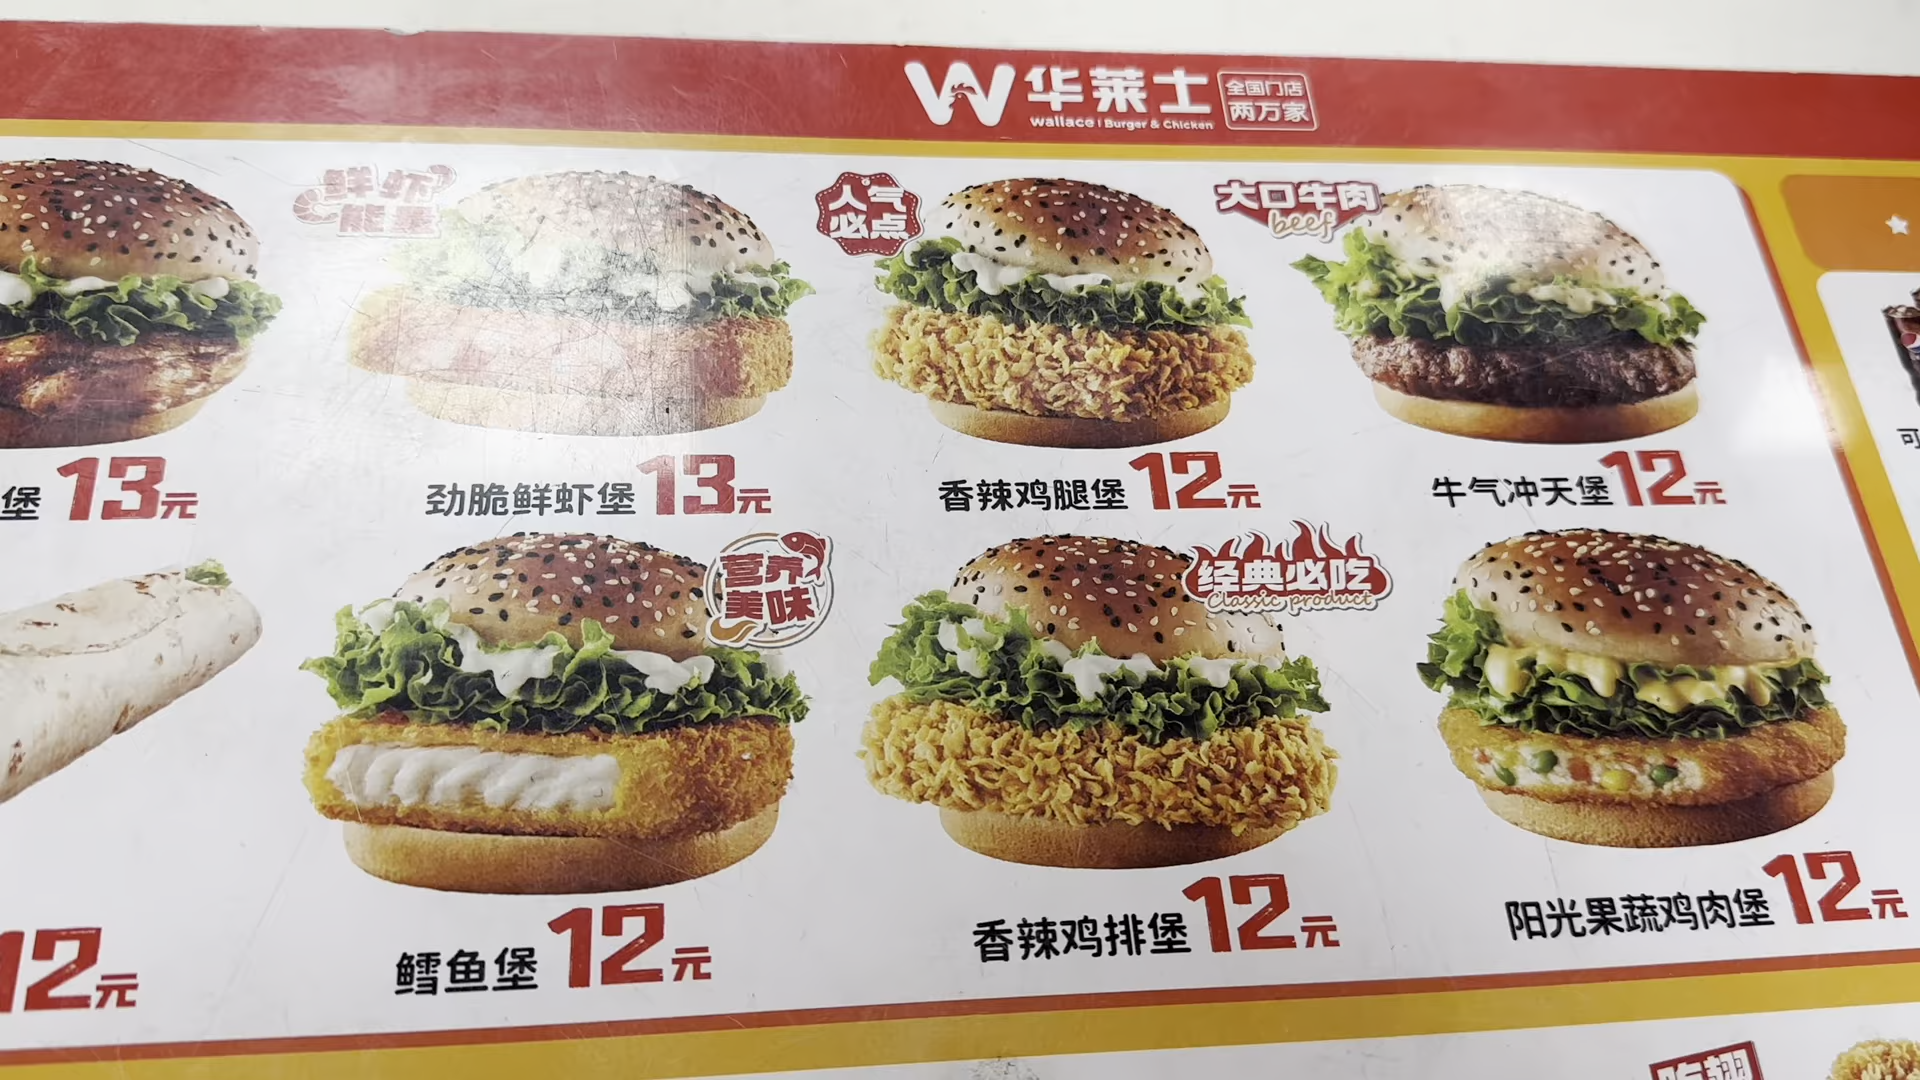 华莱士
wallace | Burger & Chicken
全国门店
两万家
鲜虾
能量
人气
必点
大口牛肉
beef
堡 13元
劲脆鲜虾堡 13元
香辣鸡腿堡 12元
牛气冲天堡 12元
可
营养
美味
经典必吃
Classic product
12元
鳕鱼堡 12元
香辣鸡排堡 12元
阳光果蔬鸡肉堡 12元